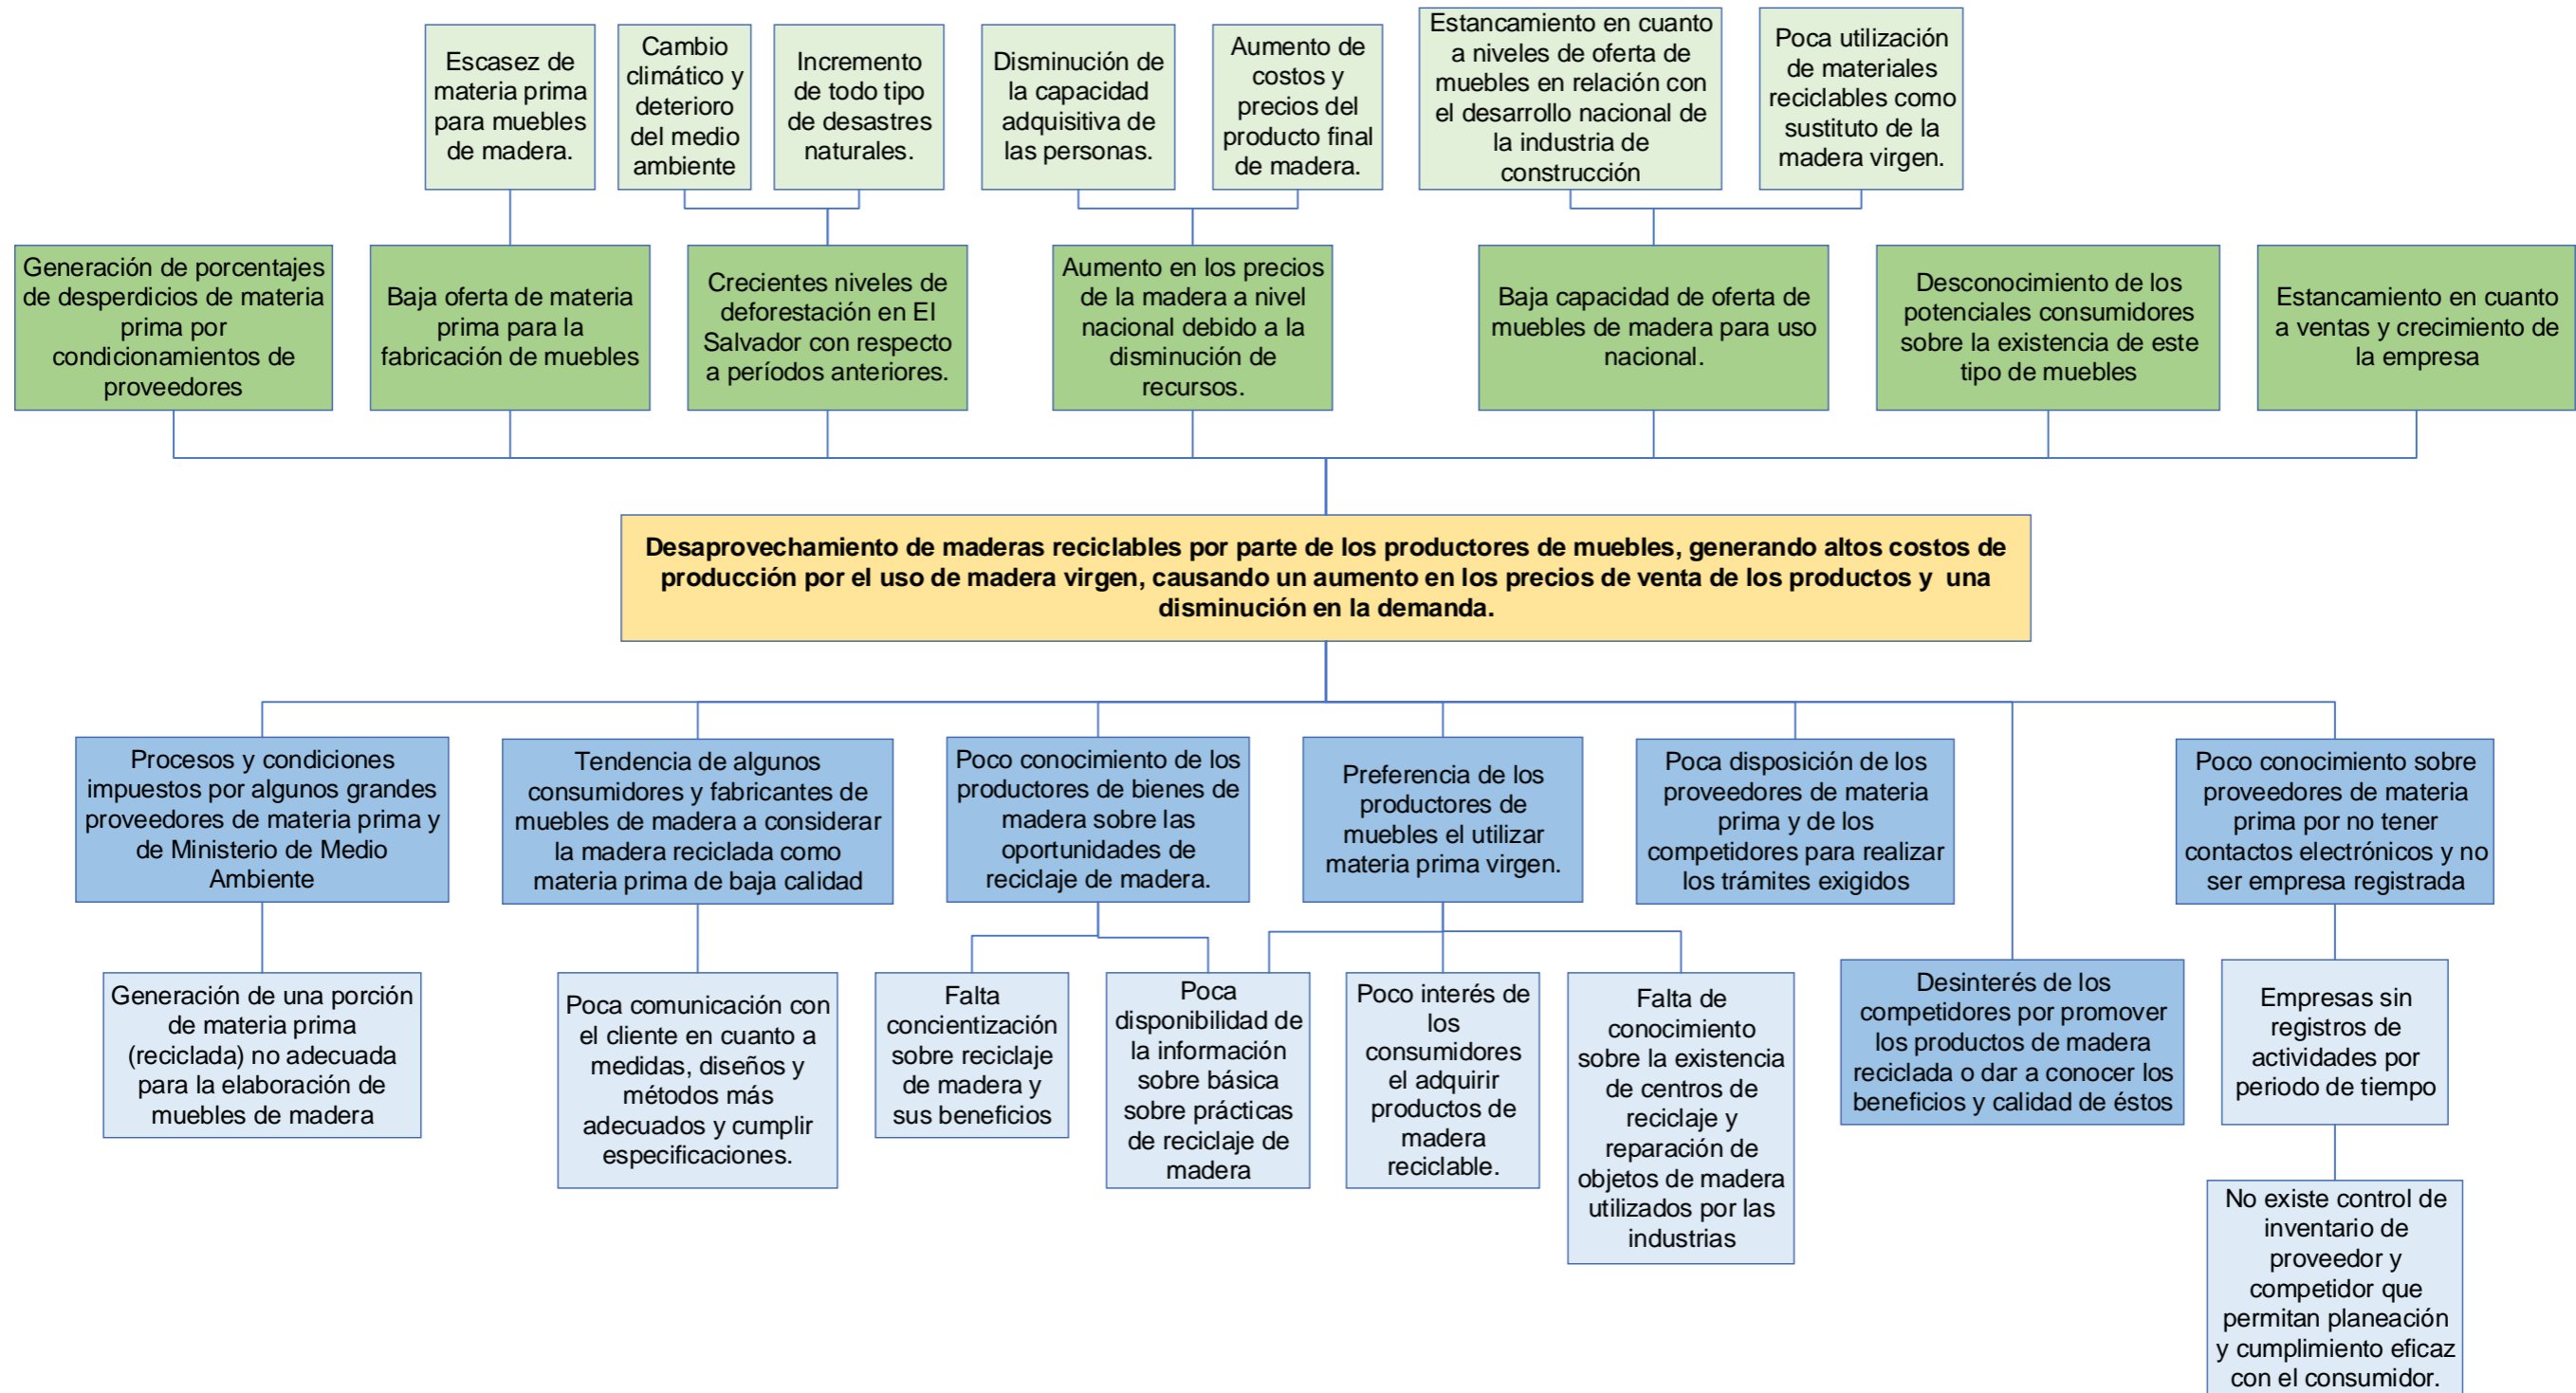 Escasez de
materia prima
para muebles
de madera.
Cambio
climático y
deterioro
del medio
ambiente
Incremento
de todo tipo
de desastres
naturales.
Disminución de
la capacidad
adquisitiva de
las personas.
Aumento de
costos y
precios del
producto final
de madera.
Estancamiento en cuanto
a niveles de oferta de
muebles en relación con
el desarrollo nacional de
la industria de
construcción
Poca utilización
de materiales
reciclables como
sustituto de la
madera virgen.
Generación de porcentajes
de desperdicios de materia
prima por
condicionamientos de
proveedores
Baja oferta de materia
prima para la
fabricación de muebles
Crecientes niveles de
deforestación en El
Salvador con respecto
a períodos anteriores.
Aumento en los precios
de la madera a nivel
nacional debido a la
disminución de
recursos.
Baja capacidad de oferta de
muebles de madera para uso
nacional.
Desconocimiento de los
potenciales consumidores
sobre la existencia de este
tipo de muebles
Estancamiento en cuanto
a ventas y crecimiento de
la empresa
Desaprovechamiento de maderas reciclables por parte de los productores de muebles, generando altos costos de
producción por el uso de madera virgen, causando un aumento en los precios de venta de los productos y una
disminución en la demanda.
Procesos y condiciones
impuestos por algunos grandes
proveedores de materia prima y
de Ministerio de Medio
Ambiente
Tendencia de algunos
consumidores y fabricantes de
muebles de madera a considerar
la madera reciclada como
materia prima de baja calidad
Poco conocimiento de los
productores de bienes de
madera sobre las
oportunidades de
reciclaje de madera.
Preferencia de los
productores de
muebles el utilizar
materia prima virgen.
Poca disposición de los
proveedores de materia
prima y de los
competidores para realizar
los trámites exigidos
Poco conocimiento sobre
proveedores de materia
prima por no tener
contactos electrónicos y no
ser empresa registrada
Generación de una porción
de materia prima
(reciclada) no adecuada
para la elaboración de
muebles de madera
Poca comunicación con
el cliente en cuanto a
medidas, diseños y
métodos más
adecuados y cumplir
especificaciones.
Falta
concientización
sobre reciclaje
de madera y
sus beneficios
Poca
disponibilidad de
la información
sobre básica
sobre prácticas
de reciclaje de
madera
Poco interés de
los
consumidores
el adquirir
productos de
madera
reciclable.
Falta de
conocimiento
sobre la existencia
de centros de
reciclaje y
reparación de
objetos de madera
utilizados por las
industrias
Desinterés de los
competidores por promover
los productos de madera
reciclada o dar a conocer los
beneficios y calidad de éstos
Empresas sin
registros de
actividades por
periodo de tiempo
No existe control de
inventario de
proveedor y
competidor que
permitan planeación
y cumplimiento eficaz
con el consumidor.